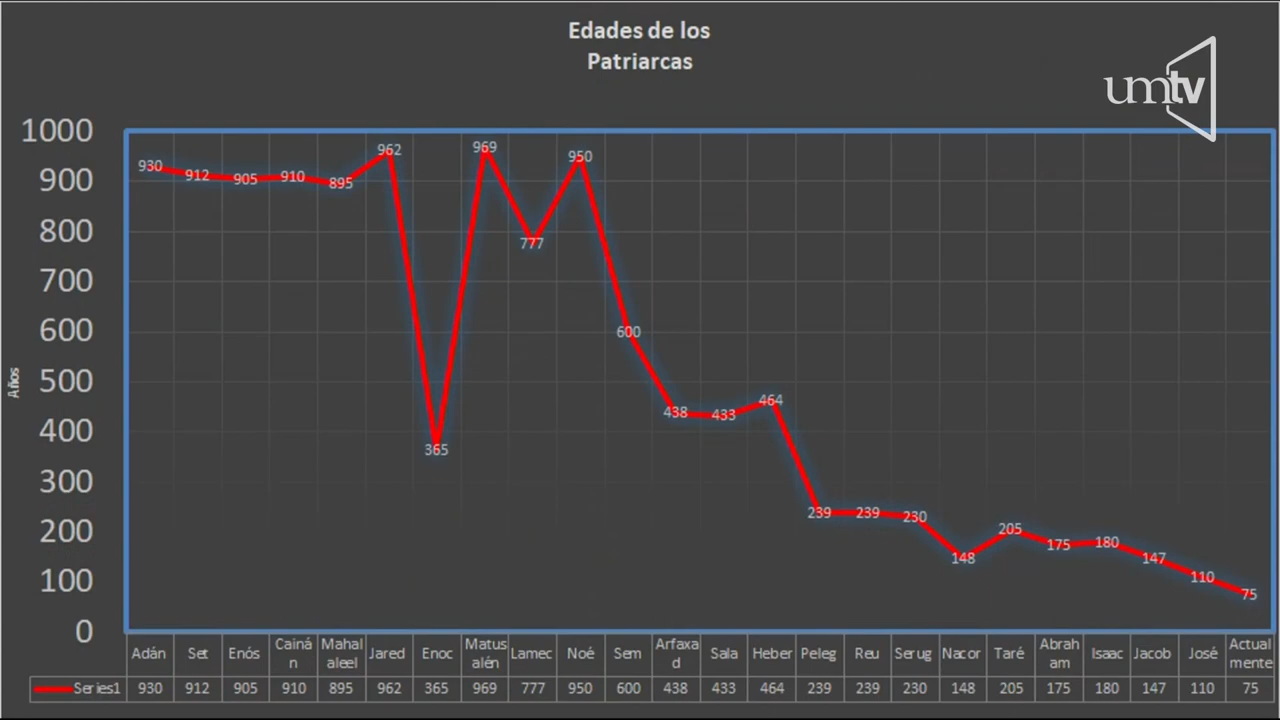 Edades de los
Patriarcas
umtv
1000
900
800
700
600
500
400
300
200
100
0
Años
930 912 905 910 895 962 365 969 777 950 600 438 433 464 239 239 230 148 205 175 180 147 110 75
Adán Set Enós Cainá Mahal Jared Enoc Matus Lamec Noé Sem Arfaxa Sala Heber Peleg Reu Serug Nacor Taré Abrah Isaac Jacob José Actual
n aleel alén d am mente
Series1 930 912 905 910 895 962 365 969 777 950 600 438 433 464 239 239 230 148 205 175 180 147 110 75